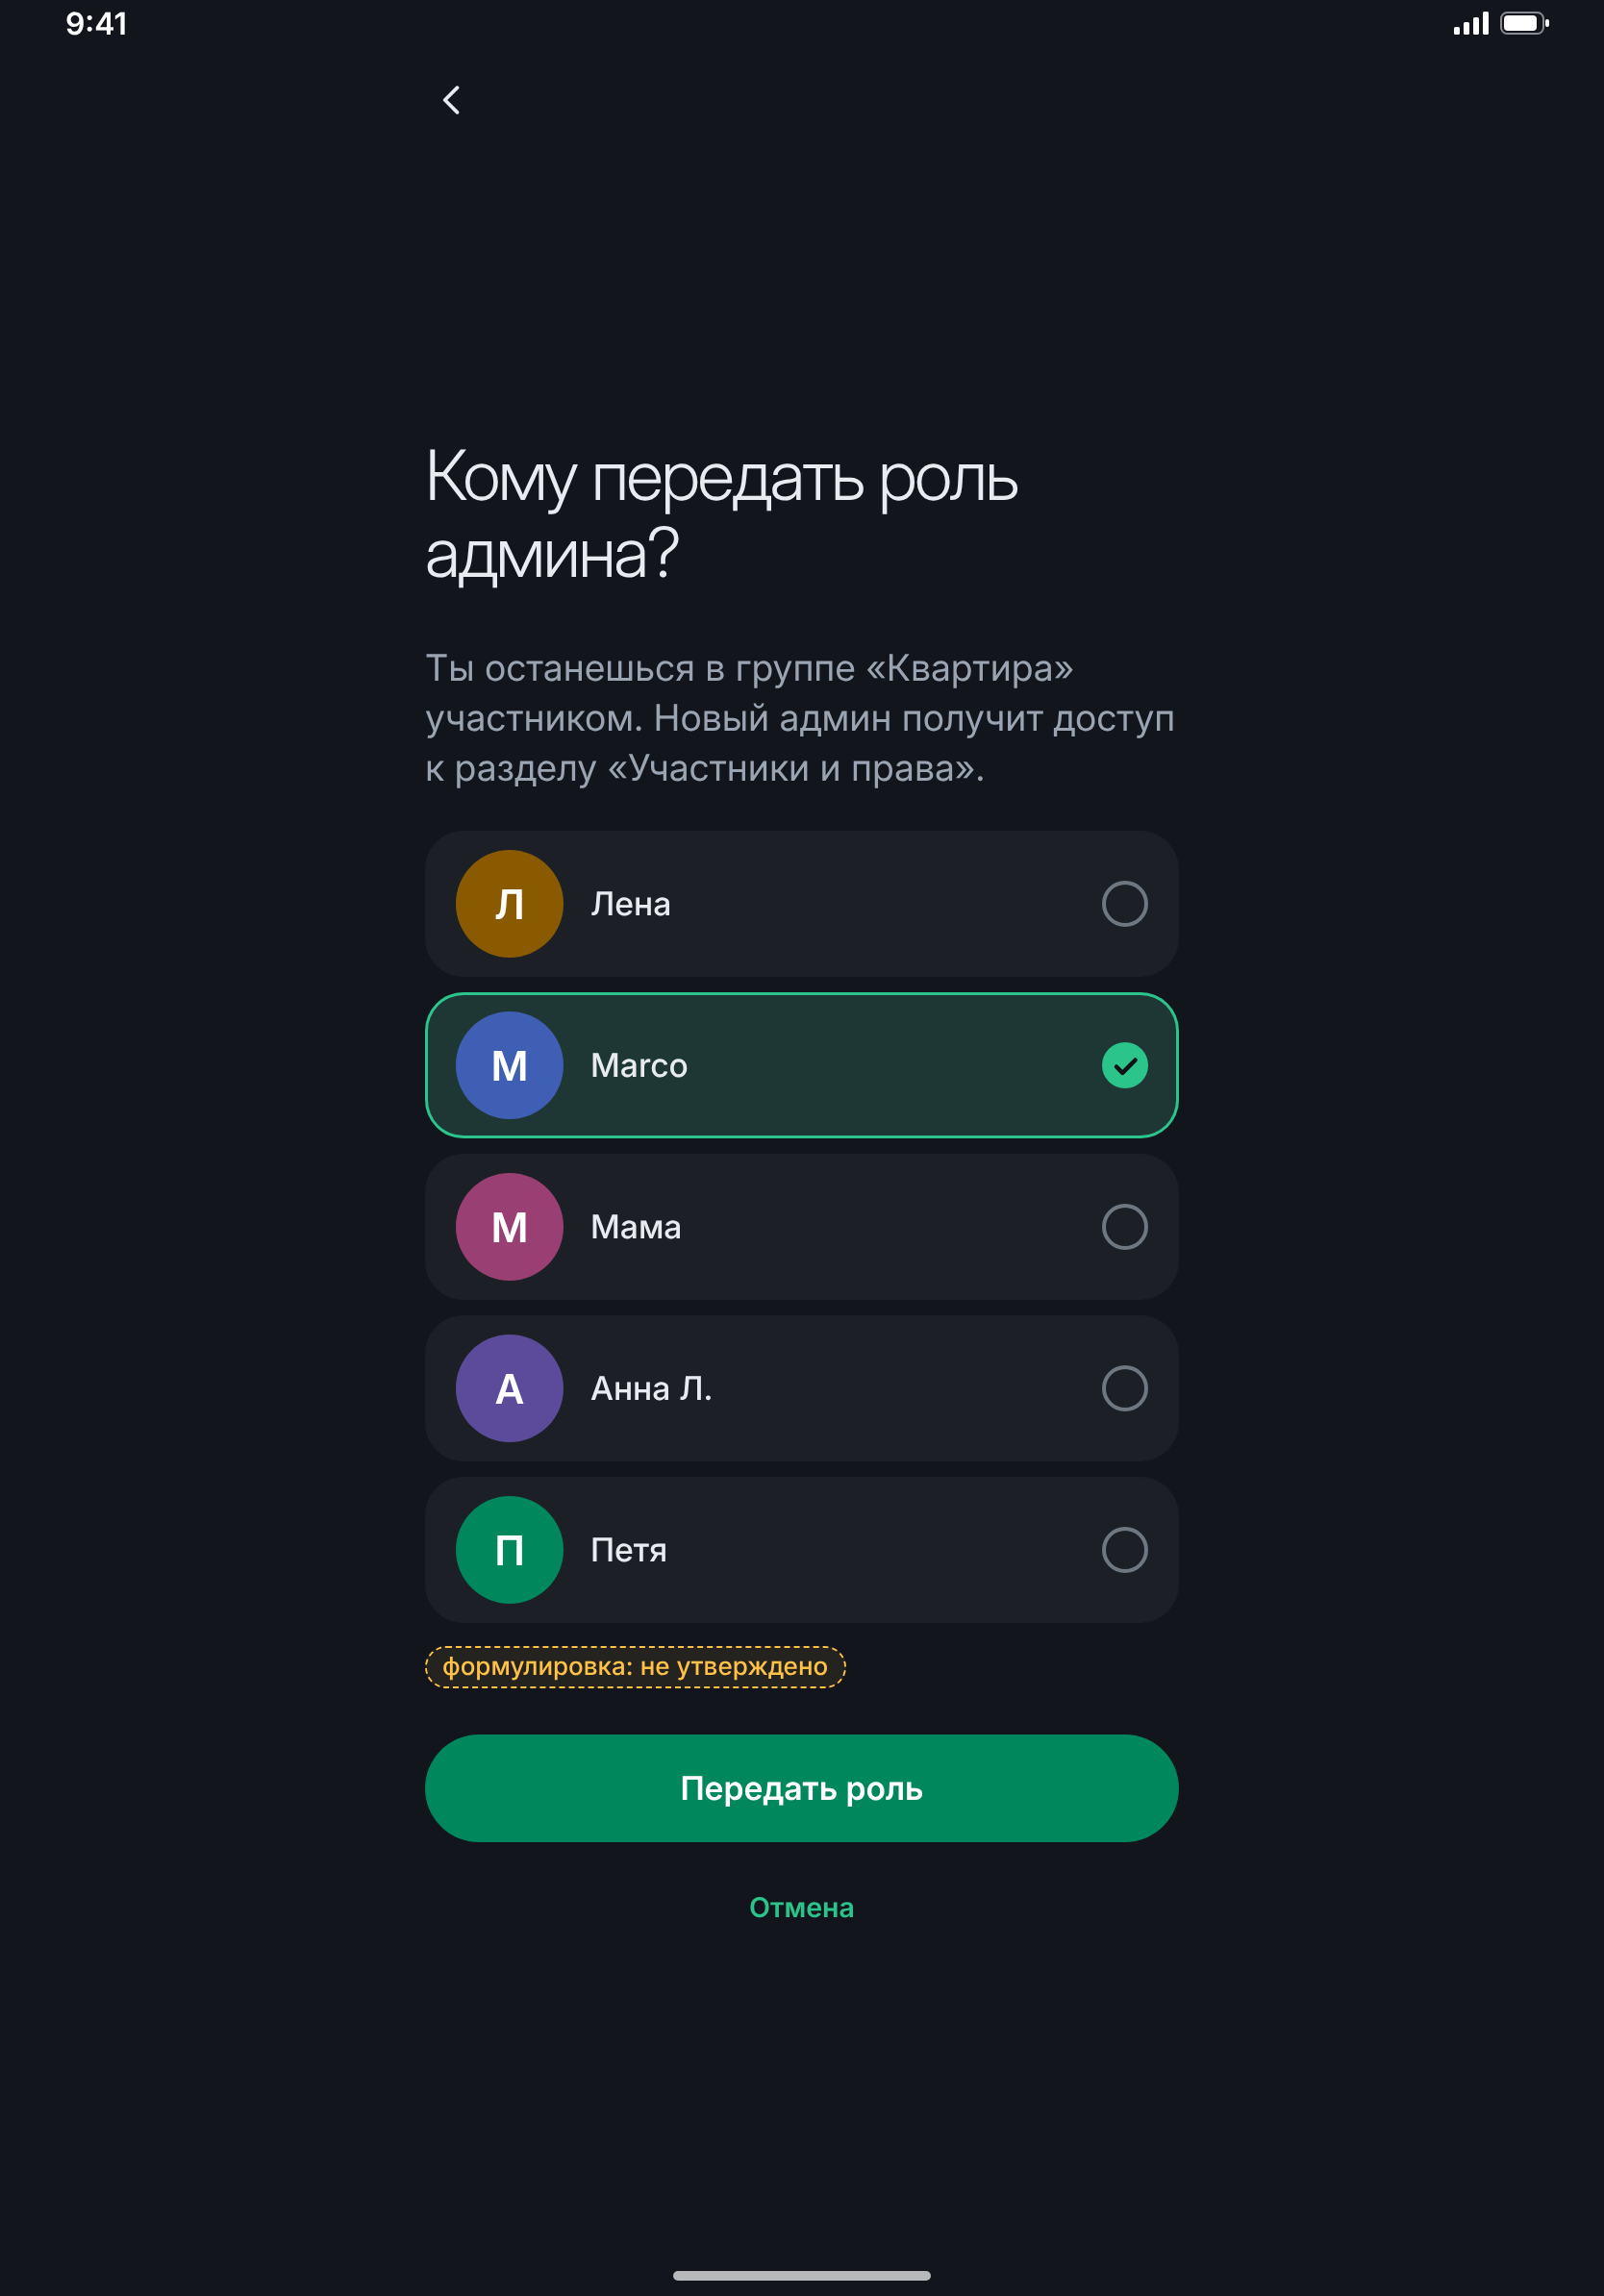 9:41
Кому передать роль
админа?
Ты останешься в группе «Квартира»
участником. Новый админ получит доступ
к разделу «Участники и права».
Л Лена
M Marco
М Мама
А Анна Л.
П Петя
формулировка: не утверждено
Передать роль
Отмена